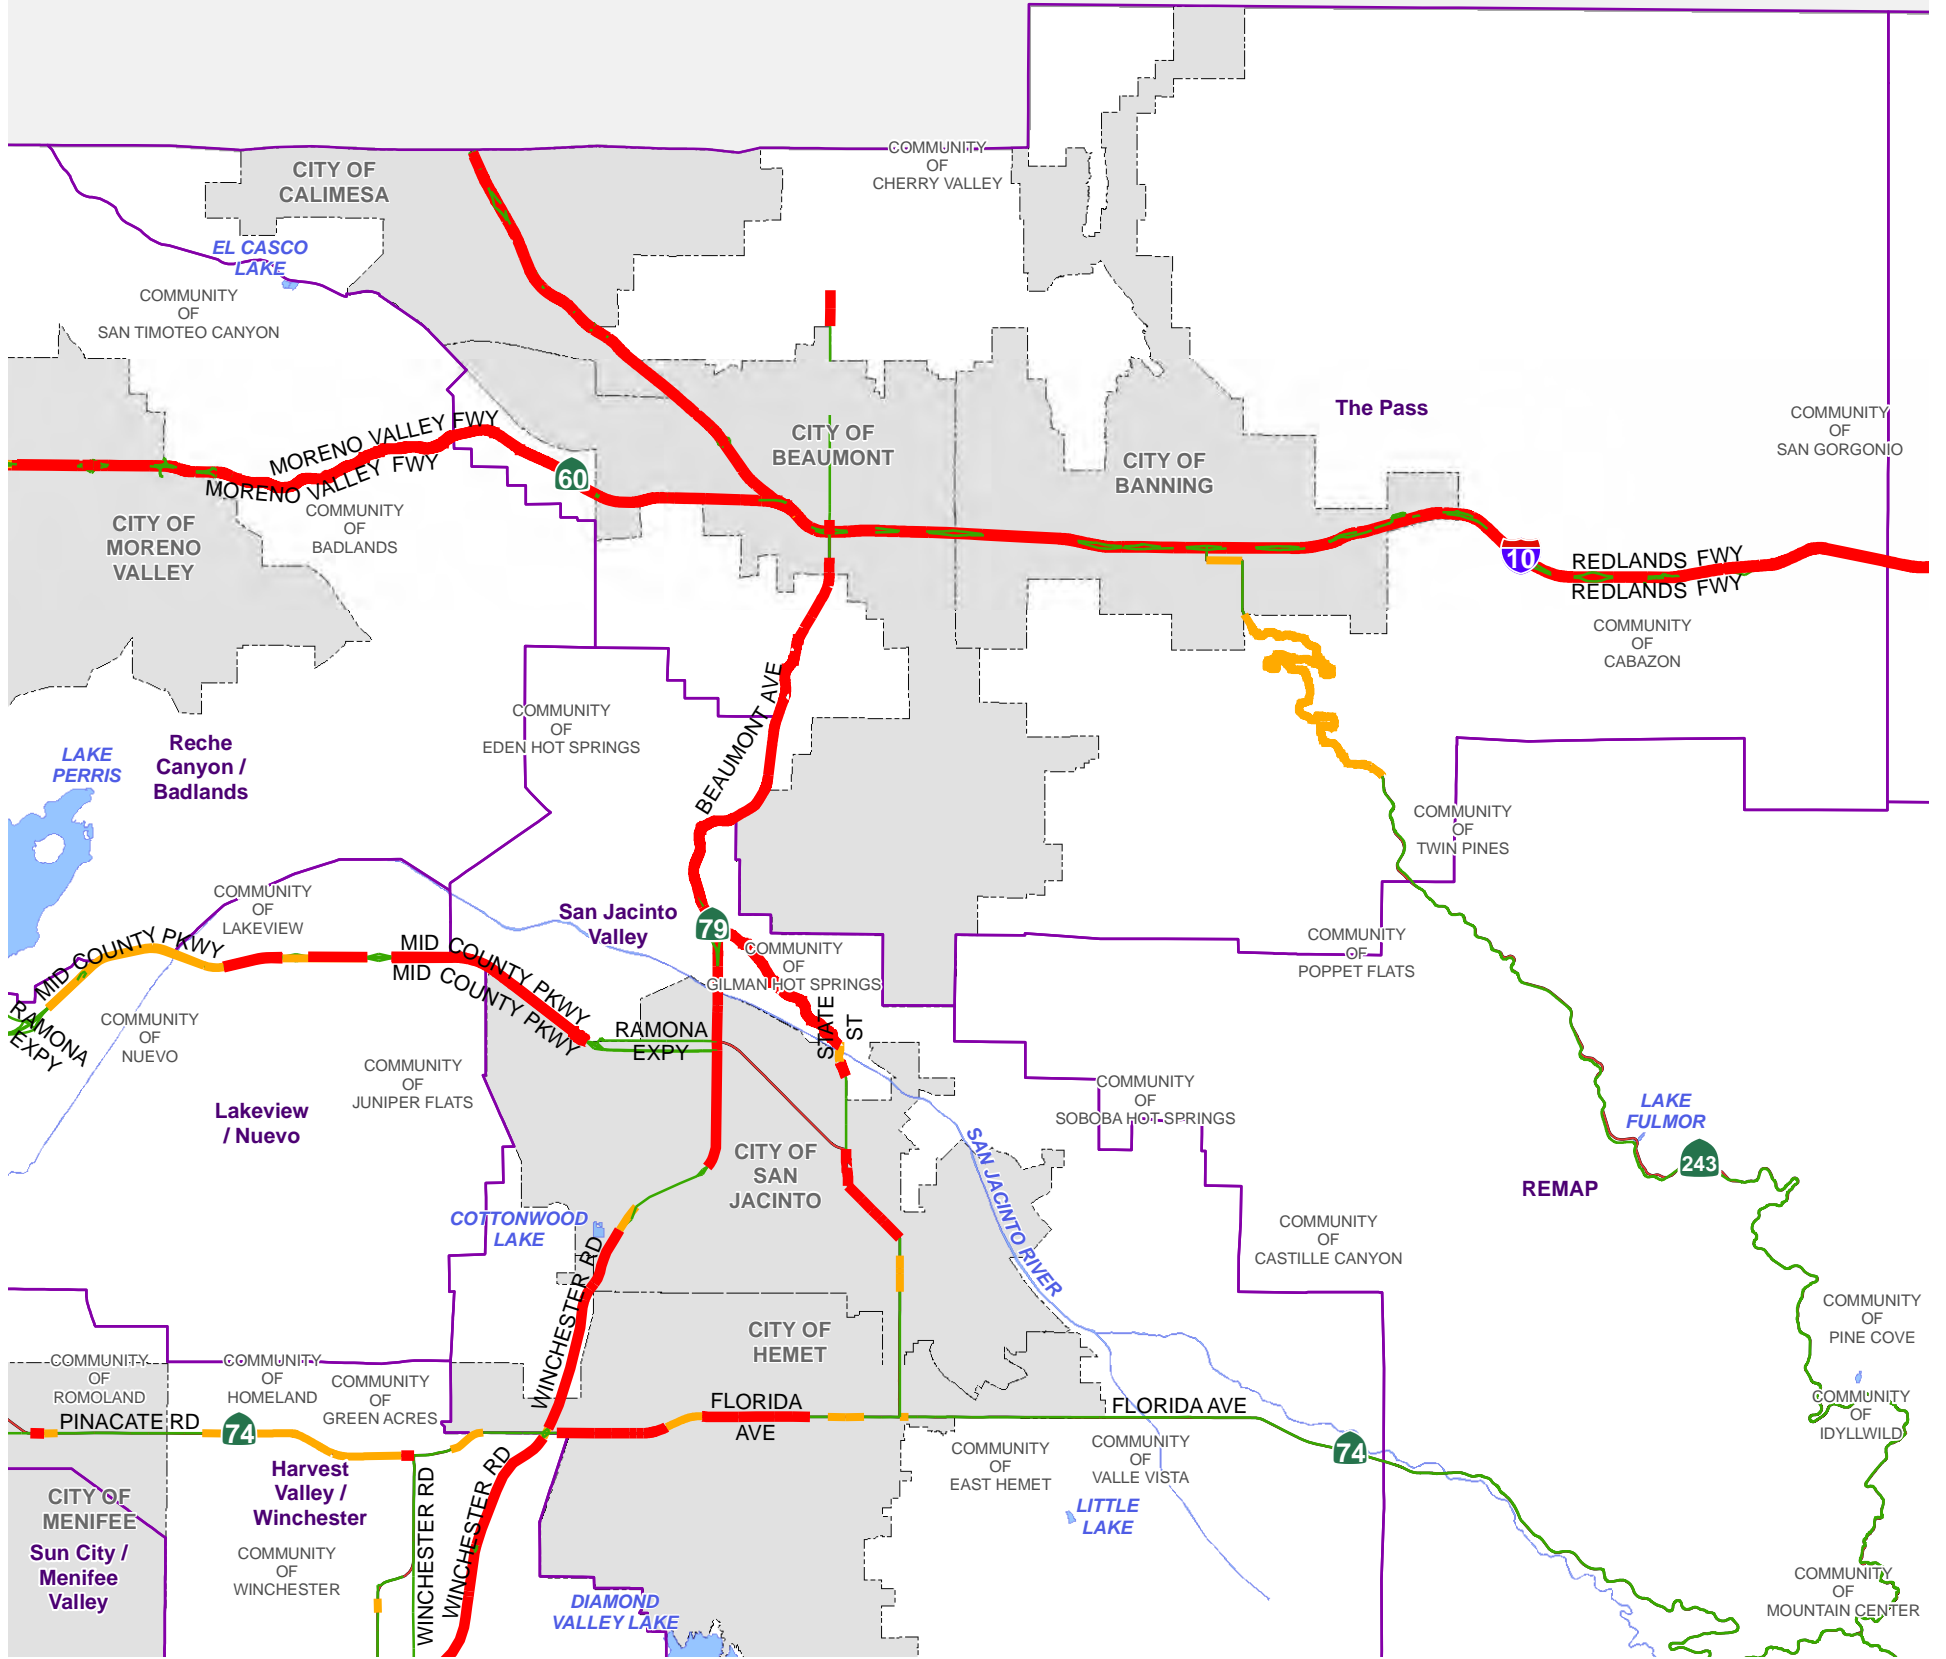 COMMUNITY
OF
CHERRY VALLEY
CITY OF
CALIMESA
EL CASCO
LAKE
COMMUNITY
OF
SAN TIMOTEO CANYON
The Pass
COMMUNITY
OF
SAN GORGONIO
MORENO VALLEY FWY
MORENO VALLEY FWY
60
CITY OF
BEAUMONT
CITY OF
BANNING
COMMUNITY
OF
BADLANDS
CITY OF
MORENO
VALLEY
10
REDLANDS FWY
REDLANDS FWY
COMMUNITY
OF
CABAZON
BEAUMONT AVE
COMMUNITY
OF
EDEN HOT SPRINGS
Reche
Canyon /
Badlands
LAKE
PERRIS
COMMUNITY
OF
TWIN PINES
COMMUNITY
OF
LAKEVIEW
San Jacinto
Valley
79
COMMUNITY
OF
GILMAN HOT SPRINGS
COMMUNITY
OF
POPPET FLATS
MID COUNTY PKWY
MID COUNTY PKWY
MID COUNTY PKWY
RAMONA
EXPY
COMMUNITY
OF
NUEVO
RAMONA
EXPY
STATE
ST
COMMUNITY
OF
JUNIPER FLATS
COMMUNITY
OF
SOBOBA HOT SPRINGS
Lakeview
/ Nuevo
LAKE
FULMOR
243
REMAP
SAN JACINTO RIVER
CITY OF
SAN
JACINTO
COTTONWOOD
LAKE
COMMUNITY
OF
CASTILLE CANYON
WINCHESTER RD
CITY OF
HEMET
COMMUNITY
OF
PINE COVE
COMMUNITY
OF
ROMOLAND
COMMUNITY
OF
HOMELAND
COMMUNITY
OF
GREEN ACRES
PINACATE RD
74
FLORIDA
AVE
FLORIDA AVE
74
COMMUNITY
OF
IDYLLWILD
COMMUNITY
OF
EAST HEMET
COMMUNITY
OF
VALLE VISTA
Harvest
Valley /
Winchester
CITY OF
MENIFEE
WINCHESTER RD
WINCHESTER RD
LITTLE
LAKE
Sun City /
Menifee
Valley
COMMUNITY
OF
WINCHESTER
DIAMOND
VALLEY LAKE
COMMUNITY
OF
MOUNTAIN CENTER